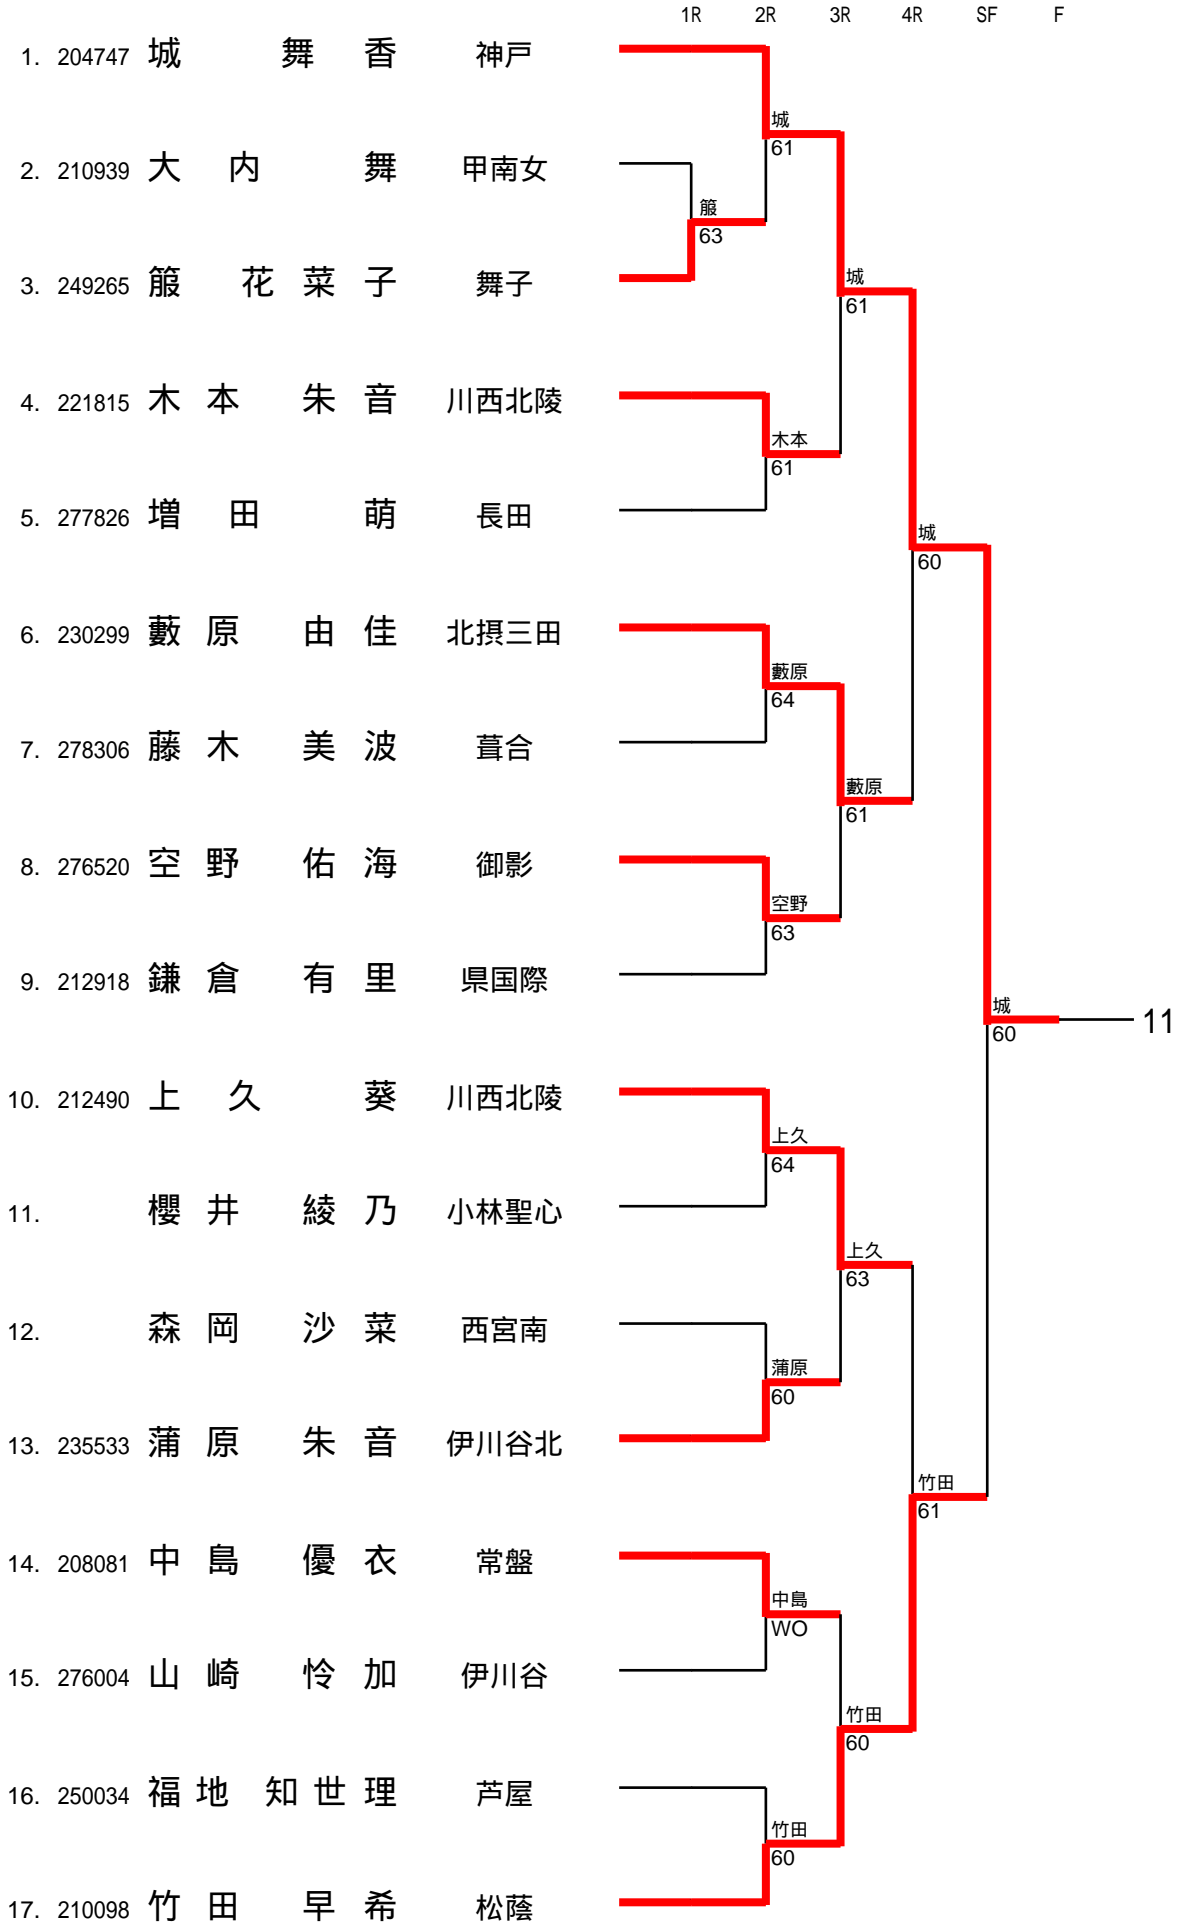 1R 2R 3R 4R SF F
1. 204747 城 舞 香 神戸
城
61
2. 210939 大 内 舞 甲南女
箙
63
3. 249265 箙 花 菜 子 舞子
城
61
4. 221815 木 本 朱 音 川西北陵
木本
61
5. 277826 増 田 萌 長田
城
60
6. 230299 藪 原 由 佳 北摂三田
藪原
64
7. 278306 藤 木 美 波 葺合
藪原
61
8. 276520 空 野 佑 海 御影
空野
63
9. 212918 鎌 倉 有 里 県国際
城
60
11
10. 212490 上 久 葵 川西北陵
上久
64
11. 櫻 井 綾 乃 小林聖心
上久
63
12. 森 岡 沙 菜 西宮南
蒲原
60
13. 235533 蒲 原 朱 音 伊川谷北
竹田
61
14. 208081 中 島 優 衣 常盤
中島
WO
15. 276004 山 崎 怜 加 伊川谷
竹田
60
16. 250034 福 地 知 世 理 芦屋
竹田
60
17. 210098 竹 田 早 希 松蔭